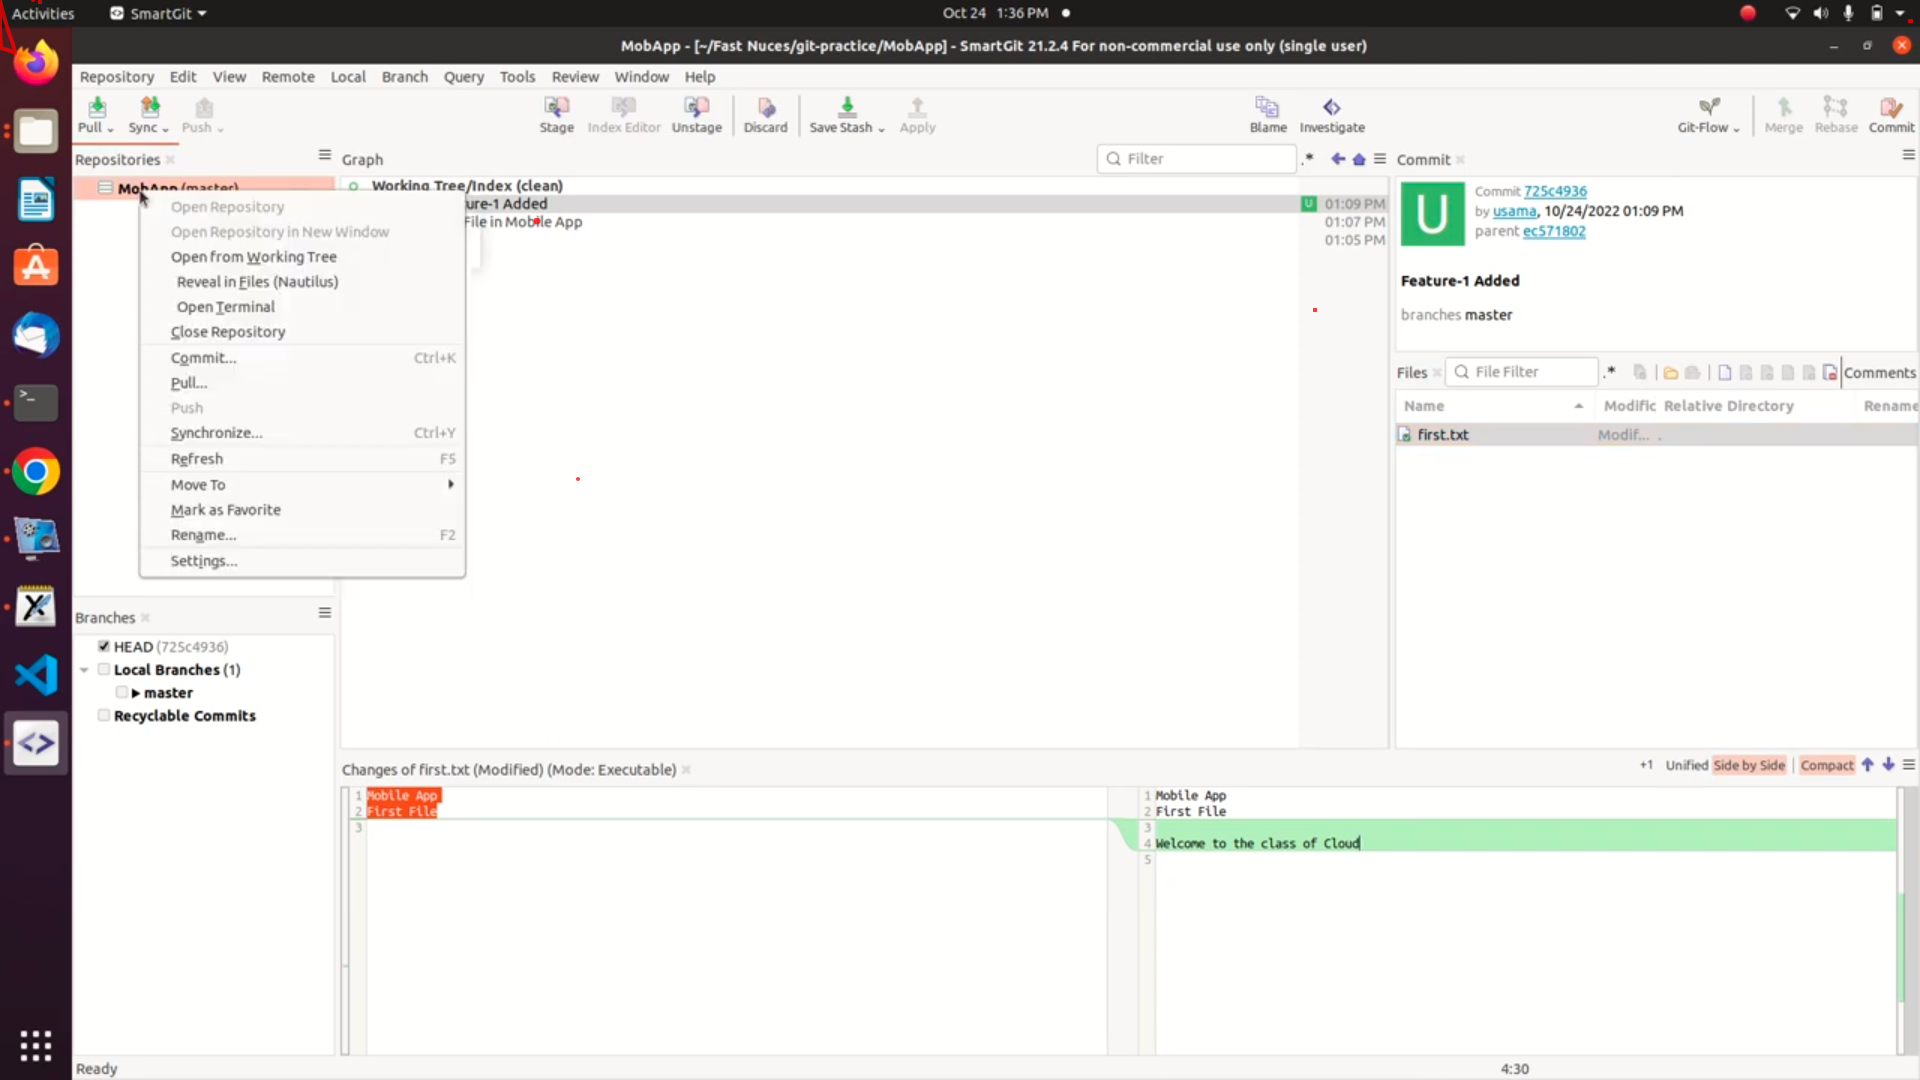 Activities SmartGit Oct 24 1:36 PM
MobApp - [~/Fast Nuces/git-practice/MobApp] - SmartGit 21.2.4 For non-commercial use only (single user)
Repository Edit View Remote Local Branch Query Tools Review Window Help
Pull Sync Push Stage Index Editor Unstage Discard Save Stash Apply Blame Investigate Git-Flow Merge Rebase Commit
Repositories
MobApp (master)
Open Repository
Open Repository in New Window
Open from Working Tree
Reveal in Files (Nautilus)
Open Terminal
Close Repository
Commit... Ctrl+K
Pull...
Push
Synchronize... Ctrl+Y
Refresh F5
Move To
Mark as Favorite
Rename... F2
Settings...
Branches
HEAD (725c4936)
Local Branches (1)
master
Recyclable Commits
Graph Filter .*
Working Tree/Index (clean)
ure-1 Added U 01:09 PM
File in Mobile App 01:07 PM
01:05 PM
Commit
U
Commit 725c4936
by usama, 10/24/2022 01:09 PM
parent ec571802
Feature-1 Added
branches master
Files File Filter .* Comments
Name Modific Relative Directory Rename
first.txt Modif... .
Changes of first.txt (Modified) (Mode: Executable) +1 Unified Side by Side Compact
1 Mobile App
2 First File
3
1 Mobile App
2 First File
3
4 Welcome to the class of Cloud
5
Ready 4:30